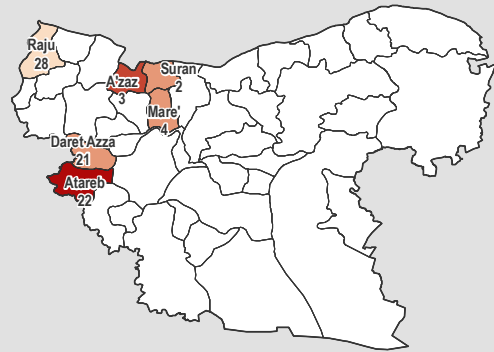 Raju
28
Suran
2
A'zaz
3
Mare'
4
Daret Azza
21
Atareb
22